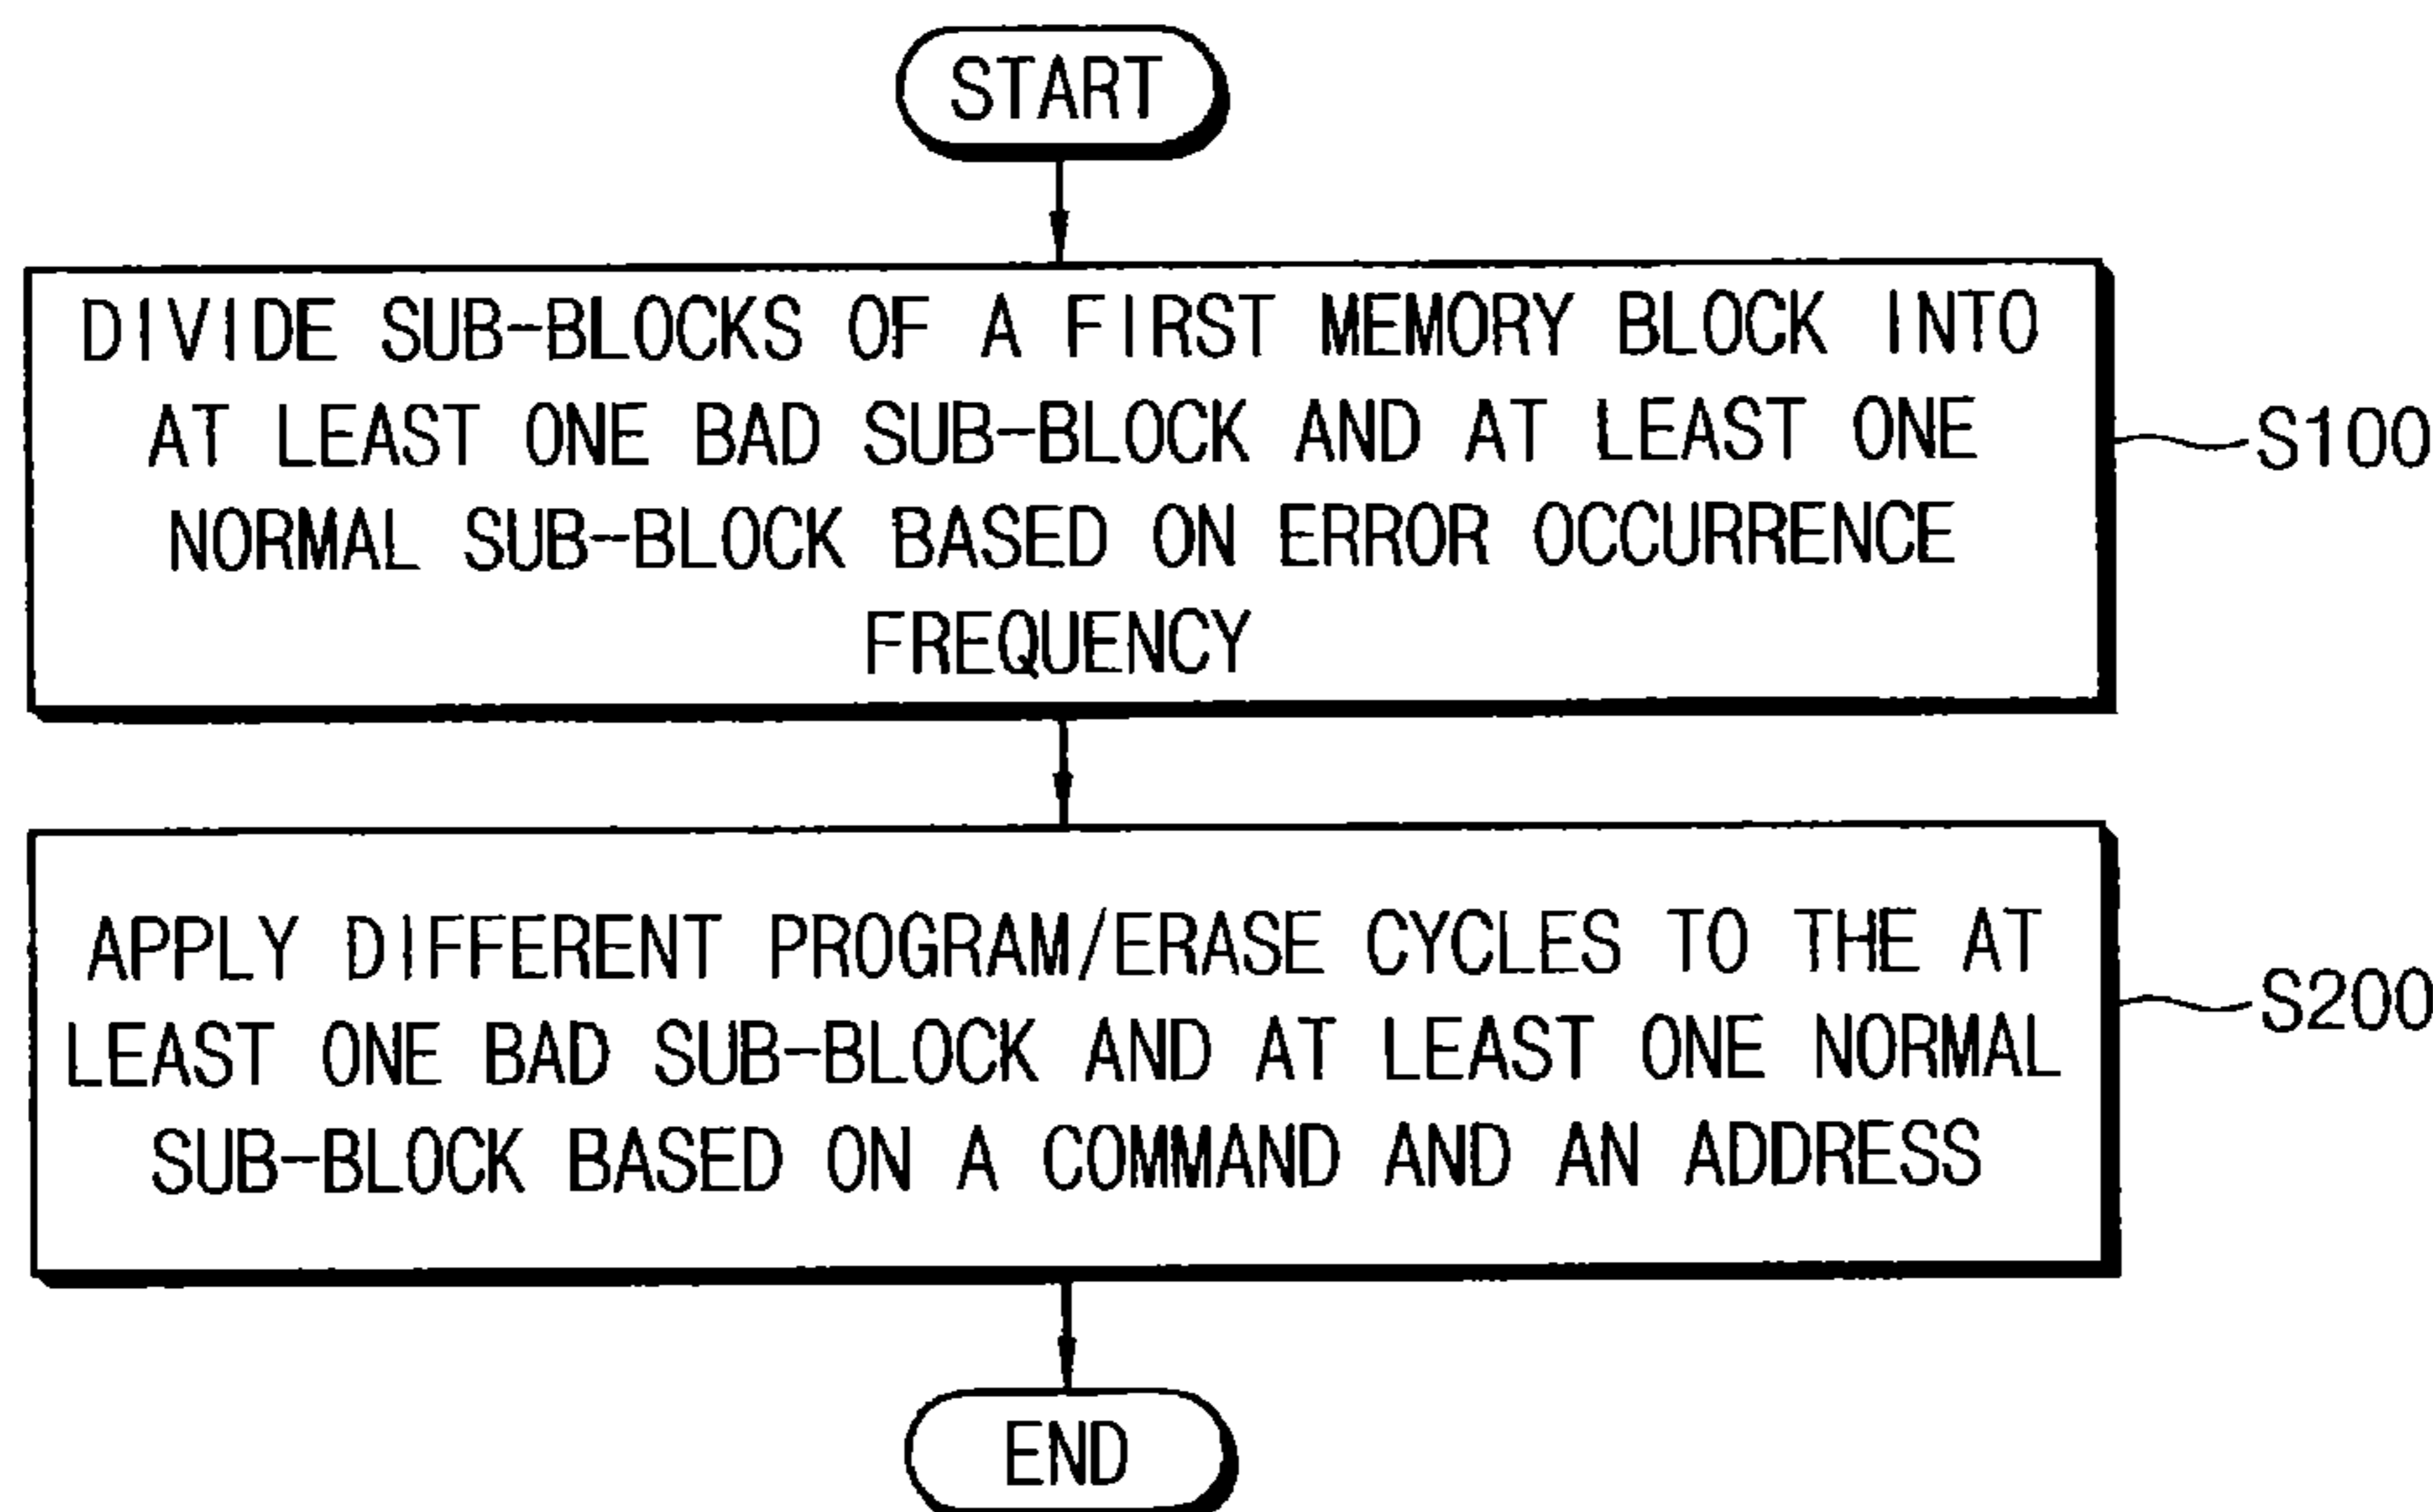 START
DIVIDE SUB-BLOCKS OF A FIRST MEMORY BLOCK INTO
AT LEAST ONE BAD SUB-BLOCK AND AT LEAST ONE
NORMAL SUB-BLOCK BASED ON ERROR OCCURRENCE
FREQUENCY
S100
APPLY DIFFERENT PROGRAM/ERASE CYCLES TO THE AT
LEAST ONE BAD SUB-BLOCK AND AT LEAST ONE NORMAL
SUB-BLOCK BASED ON A COMMAND AND AN ADDRESS
S200
END